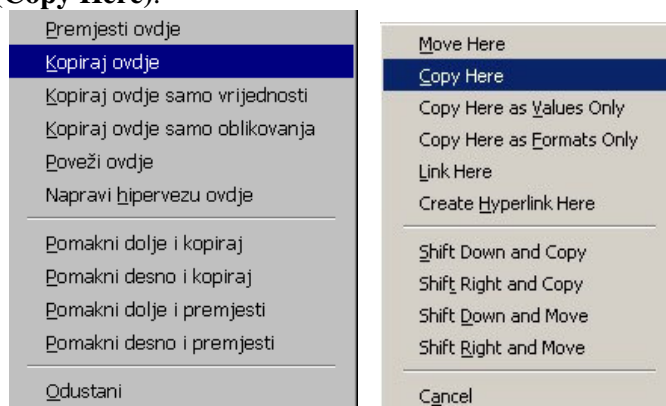 (Copy Here).
Premjesti ovdje
Kopiraj ovdje
Kopiraj ovdje samo vrijednosti
Kopiraj ovdje samo oblikovanja
Poveži ovdje
Napravi hipervezu ovdje
Pomakni dolje i kopiraj
Pomakni desno i kopiraj
Pomakni dolje i premjesti
Pomakni desno i premjesti
Odustani
Move Here
Copy Here
Copy Here as Values Only
Copy Here as Formats Only
Link Here
Create Hyperlink Here
Shift Down and Copy
Shift Right and Copy
Shift Down and Move
Shift Right and Move
Cancel